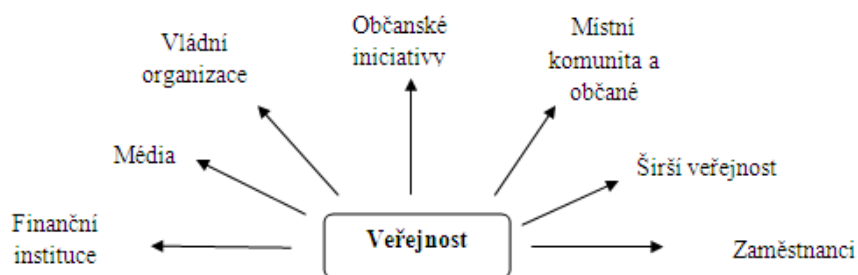 Občanské
iniciativy
Místní
komunita a
občané
Vládní
organizace
Média
Širší veřejnost
Finanční
instituce
Veřejnost
Zaměstnanci